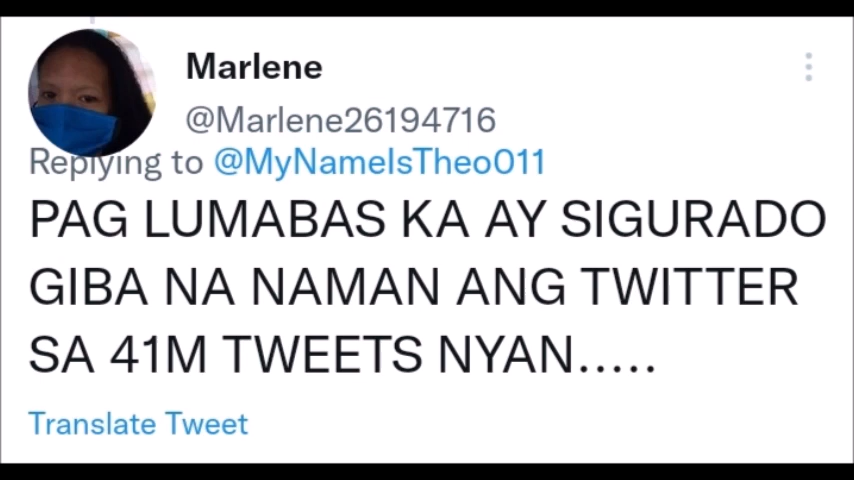 Marlene
@Marlene26194716
Replying to @MyNameIsTheo011
PAG LUMABAS KA AY SIGURADO
GIBA NA NAMAN ANG TWITTER
SA 41M TWEETS NYAN.....
Translate Tweet